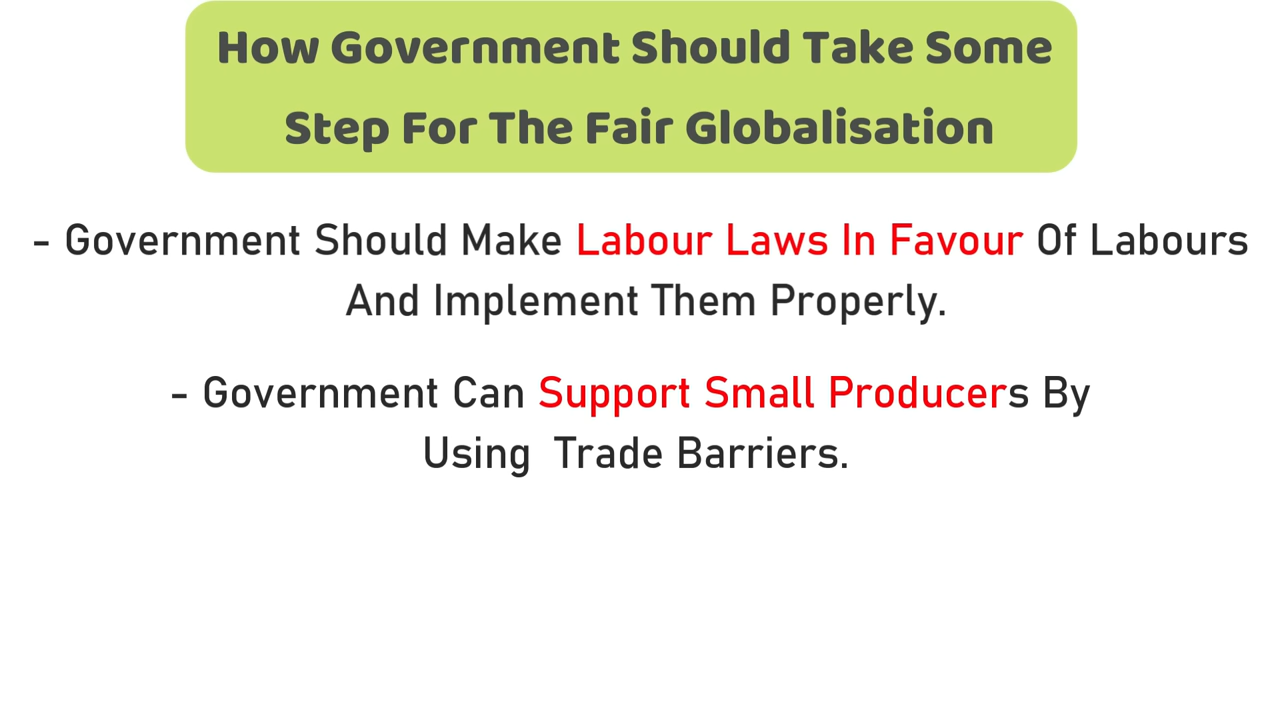 How Government Should Take Some
Step For The Fair Globalisation
- Government Should Make Labour Laws In Favour Of Labours
And Implement Them Properly.
- Government Can Support Small Producers By
Using Trade Barriers.